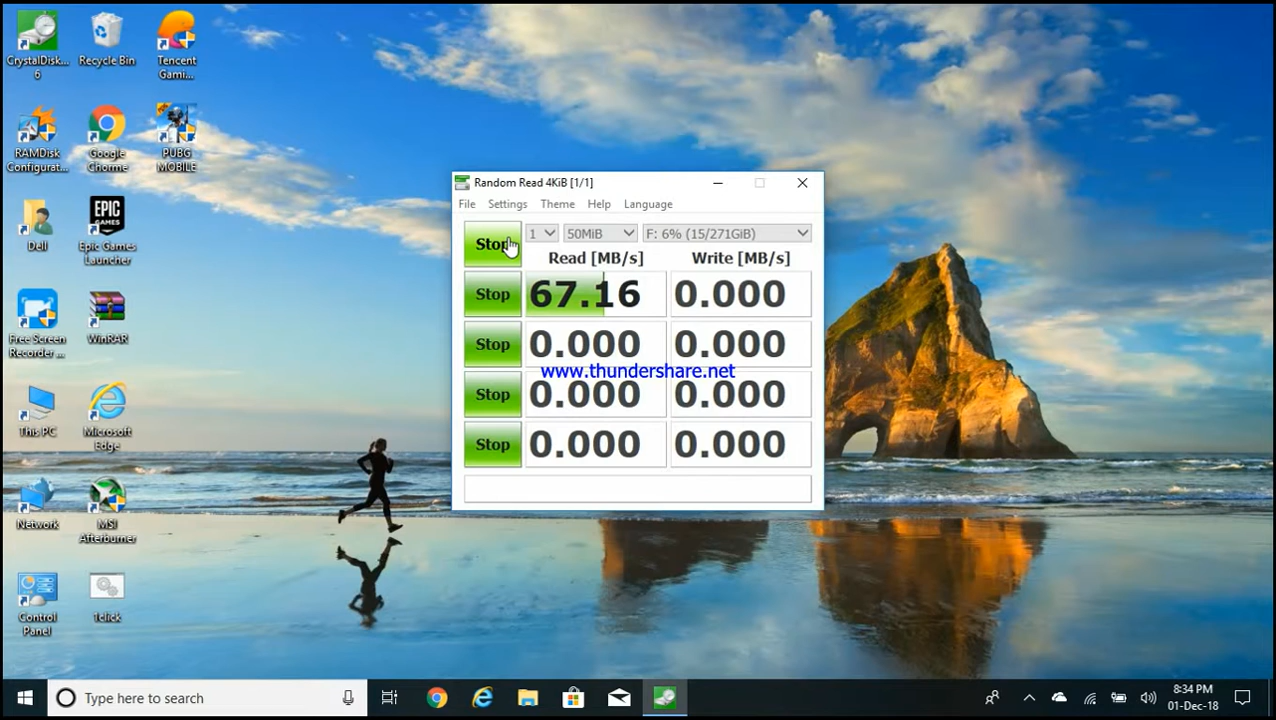 CrystalDisk...
6
Recycle Bin
Tencent
Gami...
RAMDisk
Configurat...
Google
Chorme
PUBG
MOBILE
Dell
EPIC
GAMES
Epic Games
Launcher
Free Screen
Recorder ...
WinRAR
This PC
Microsoft
Edge
Network
MSI
Afterburner
Control
Panel
1click
Random Read 4KiB [1/1]
File Settings Theme Help Language
Stop 1 50MiB F: 6% (15/271GiB)
Read [MB/s] Write [MB/s]
Stop 67.16 0.000
Stop 0.000 0.000
www.thundershare.net
Stop 0.000 0.000
Stop 0.000 0.000
Type here to search
8:34 PM
01-Dec-18